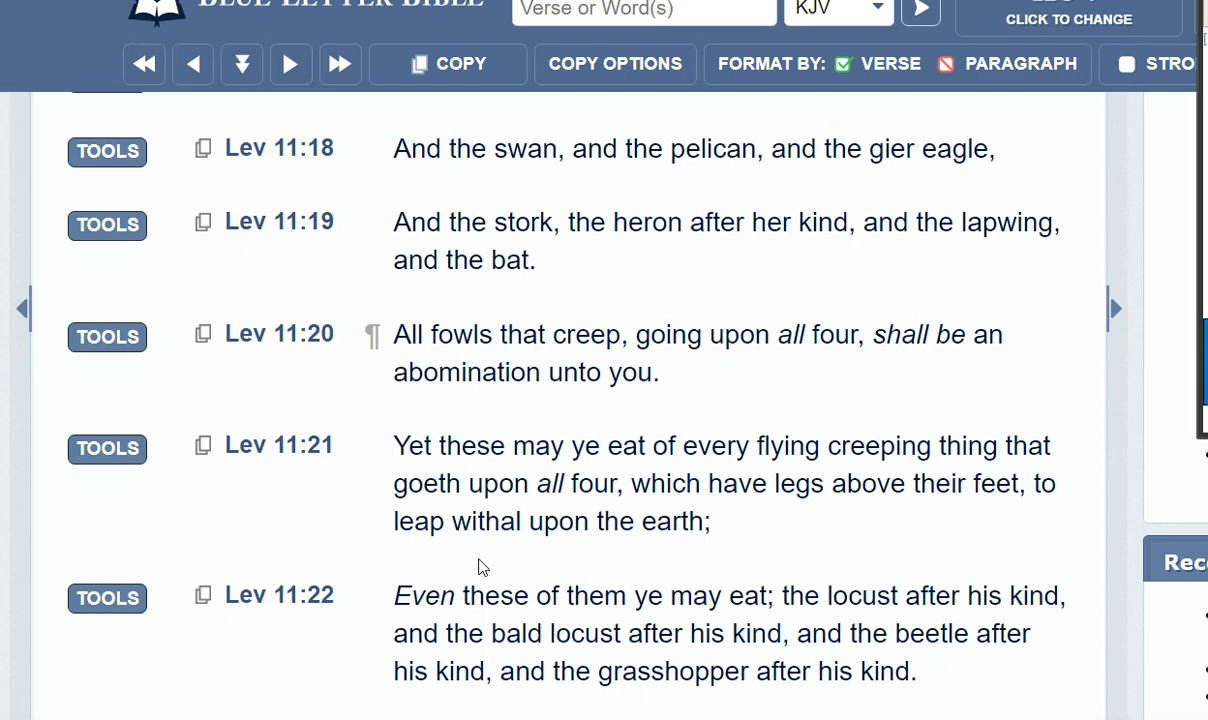 BLUE LETTER BIBLE
Verse or Word(s)
KJV
CLICK TO CHANGE
COPY
COPY OPTIONS
FORMAT BY: VERSE PARAGRAPH
STRO
TOOLS Lev 11:18 And the swan, and the pelican, and the gier eagle,
TOOLS Lev 11:19 And the stork, the heron after her kind, and the lapwing,
and the bat.
TOOLS Lev 11:20 ¶ All fowls that creep, going upon all four, shall be an
abomination unto you.
TOOLS Lev 11:21 Yet these may ye eat of every flying creeping thing that
goeth upon all four, which have legs above their feet, to
leap withal upon the earth;
TOOLS Lev 11:22 Even these of them ye may eat; the locust after his kind,
and the bald locust after his kind, and the beetle after
his kind, and the grasshopper after his kind.
Rec